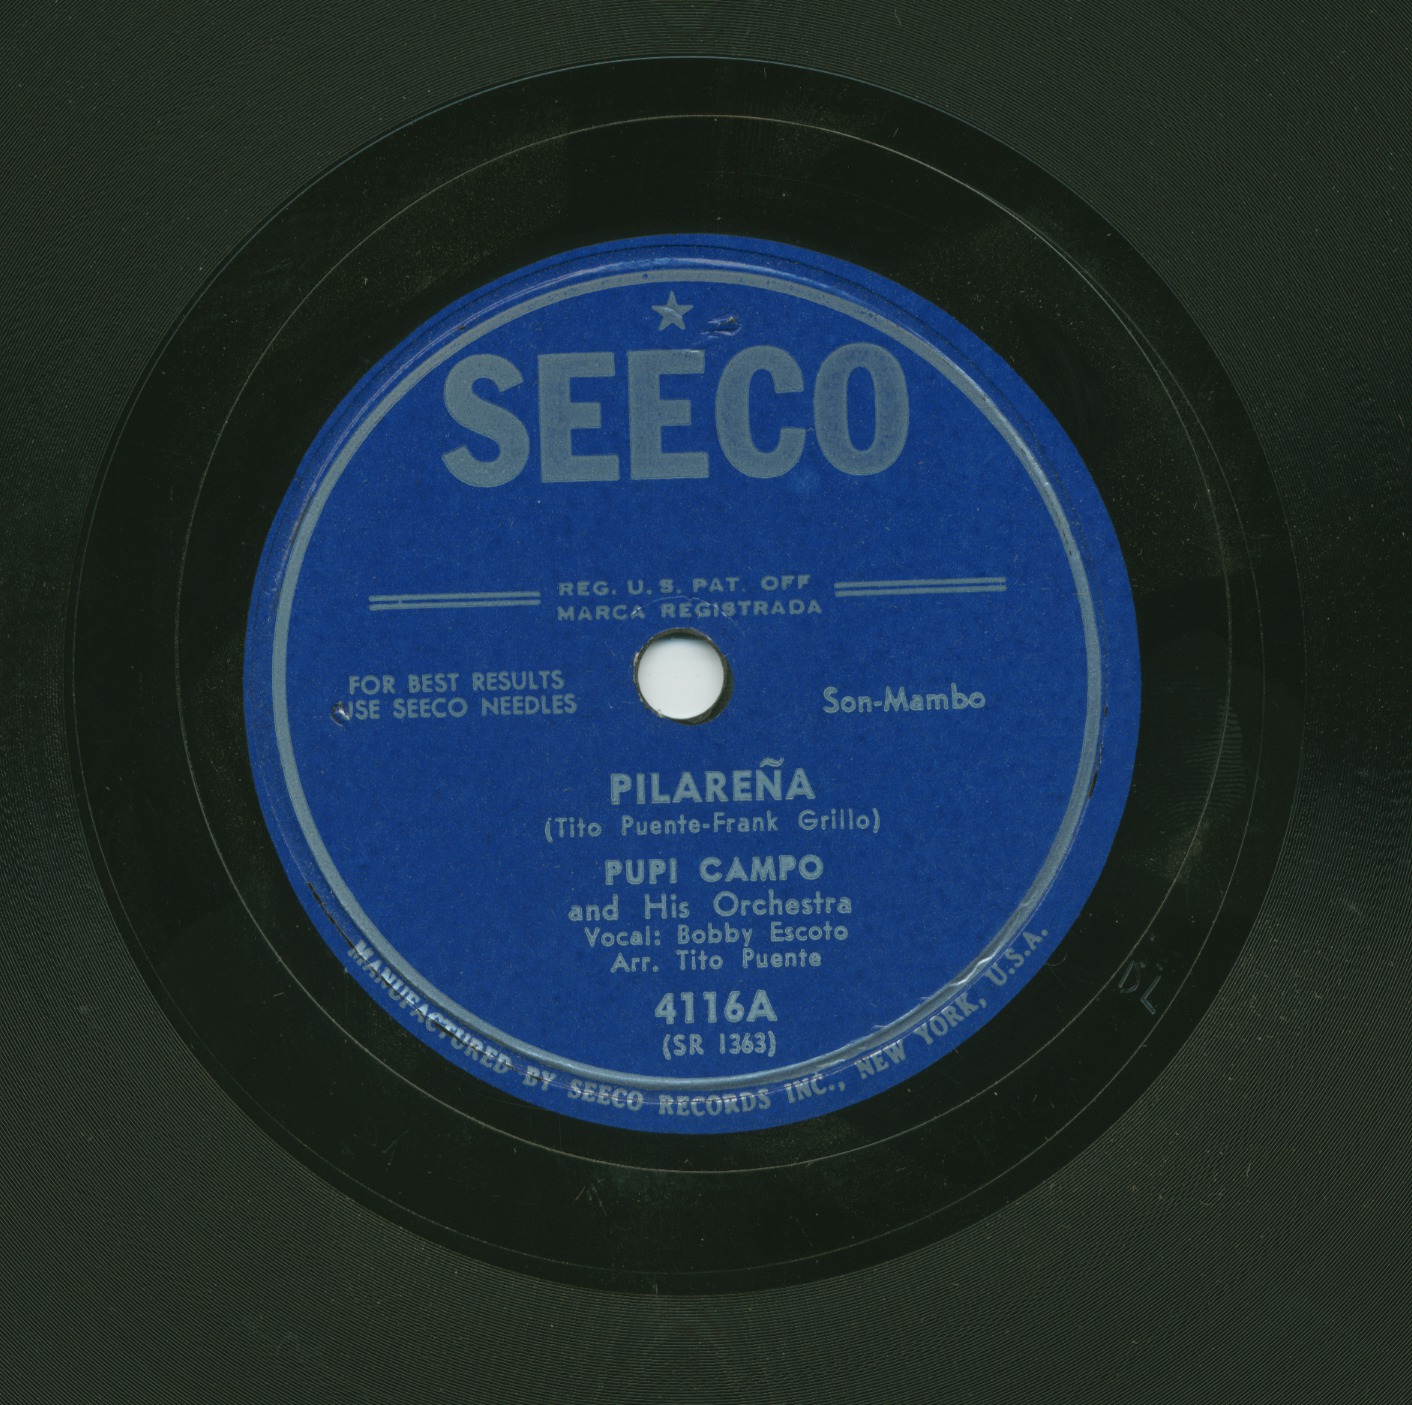 SEECO
REG. U.S. PAT. OFF
MARCA REGISTRADA
FOR BEST RESULTS
USE SEECO NEEDLES
Son-Mambo
PILAREÑA
(Tito Puente-Frank Grillo)
PUPI CAMPO
and His Orchestra
Vocal: Bobby Escoto
Arr. Tito Puente
4116A
(SR 1363)
MANUFACTURED BY SEECO RECORDS INC., NEW YORK, U.S.A.